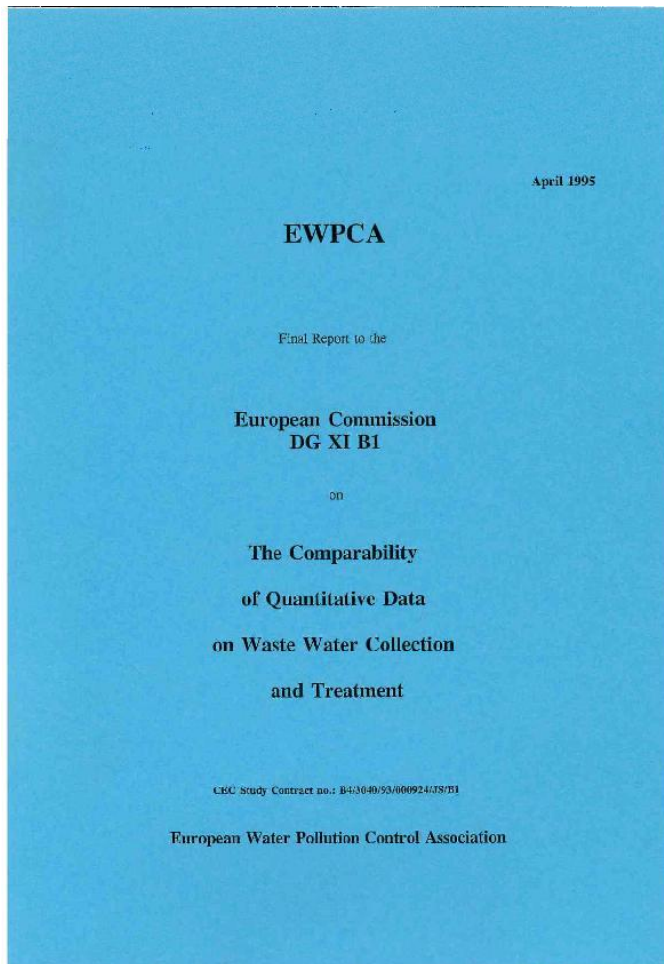 April 1995
EWPCA
Final Report to the
European Commission
DG XI B1
on
The Comparability
of Quantitative Data
on Waste Water Collection
and Treatment
CEC Study Contract no.: B4/3040/93/000924/JS/B1
European Water Pollution Control Association